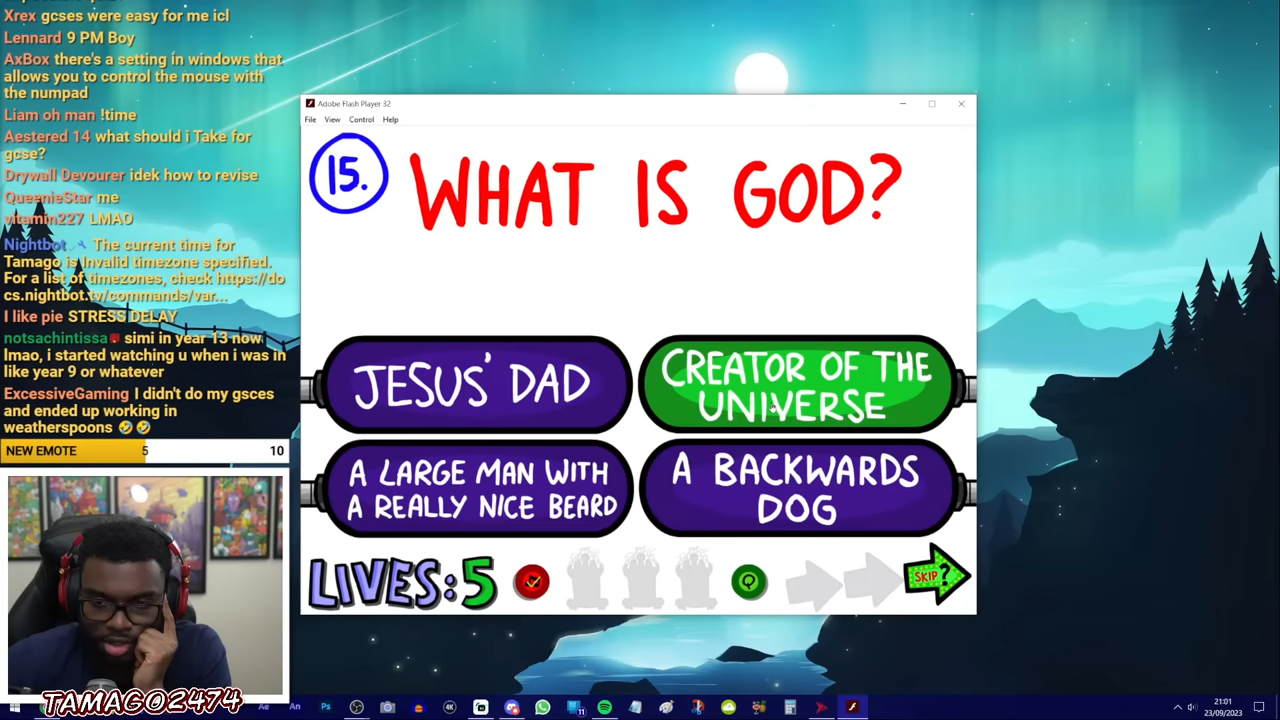 Xrex gcses were easy for me icl
Lennard 9 PM Boy
AxBox there's a setting in windows that
allows you to control the mouse with
the numpad
Liam oh man !time
Aestered 14 what should i Take for
gcse?
Drywall Devourer idek how to revise
QueenieStar me
vitamin227 LMAO
Nightbot The current time for
Tamago is Invalid timezone specified.
For a list of timezones, check https://do
cs.nightbot.tv/commands/var...
I like pie STRESS DELAY
notsachintissa simi in year 13 now
lmao, i started watching u when i was in
like year 9 or whatever
ExcessiveGaming I didn't do my gsces
and ended up working in
weatherspoons 🤣🤣
NEW EMOTE 5 10
Adobe Flash Player 32
File View Control Help
15. WHAT IS GOD?
JESUS' DAD
CREATOR OF THE
UNIVERSE
A LARGE MAN WITH
A REALLY NICE BEARD
A BACKWARDS
DOG
LIVES:5
SKIP?
TAMAGO2474
Ae An Ps
4K
11
21:01
23/09/2023